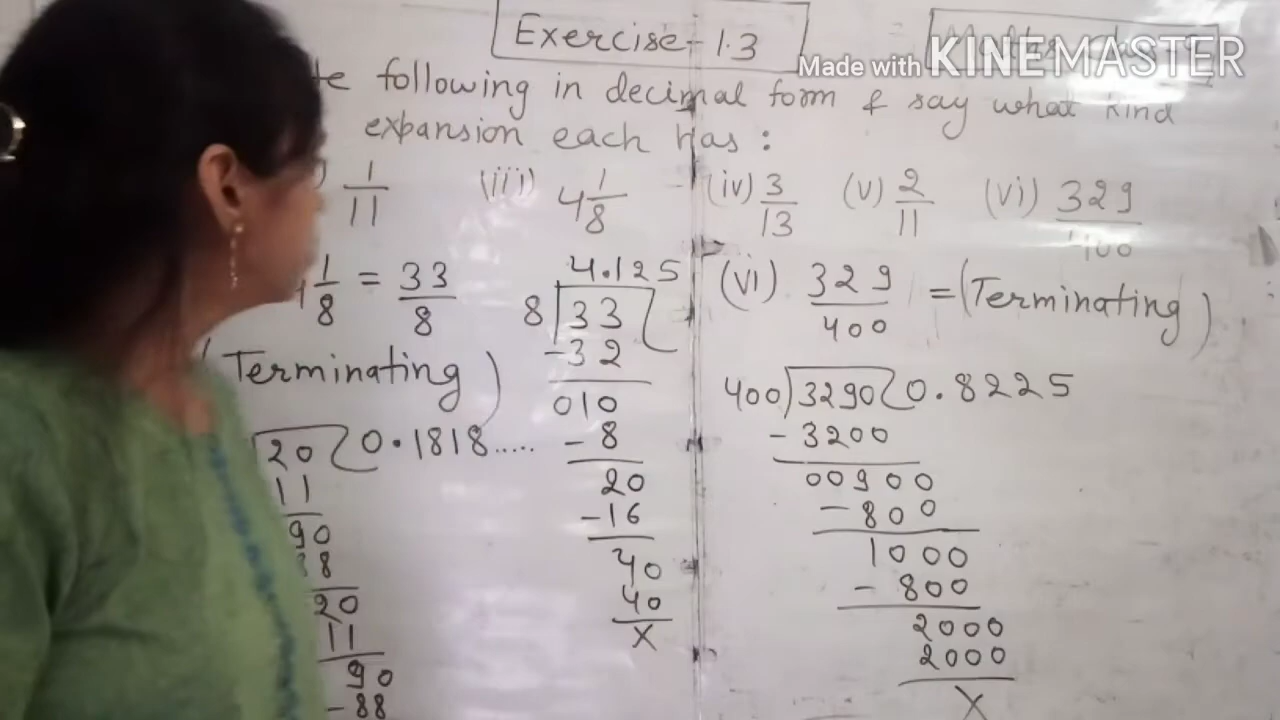 Exercise-1.3
Made with KINEMASTER
following in decimal form & say what kind
expansion each has :
1/11 (iii) 4 1/8 (iv) 3/13 (v) 2/11 (vi) 329/400
1/8 = 33/8
(Terminating)
4.125
8 33
-32
010
-8
20
-16
40
40
X
20 0.1818.....
11
90
88
20
11
90
-88
(vi) 329/400 = (Terminating)
400)3290(0.8225
-3200
00900
-800
1000
-800
2000
2000
X